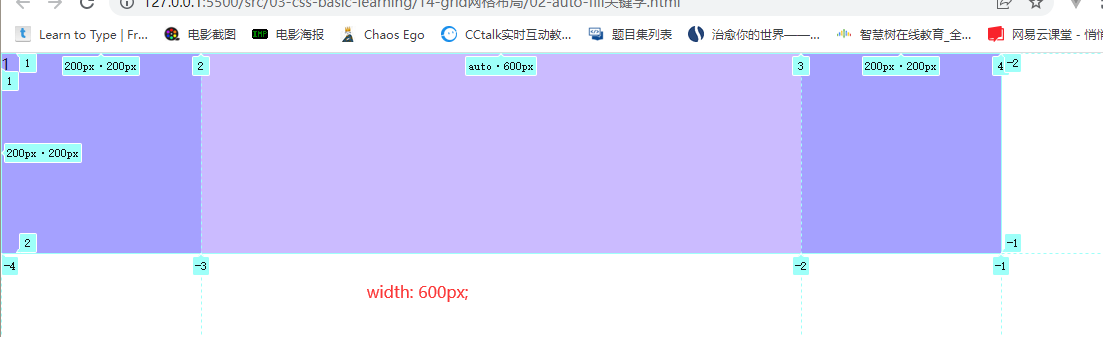 127.0.0.1:5500/src/03-css-basic-learning/14-grid网格布局/02-auto-fill关键字.html
Learn to Type | Fr... 电影截图 电影海报 Chaos Ego CCtalk实时互动教... 题目集列表 治愈你的世界——... 智慧树在线教育_全... 网易云课堂 - 悄悄
1 1 200px·200px 2 auto·600px 3 200px·200px 4 -2
1
200px·200px
2 -1
-4 -3 -2 -1
width: 600px;